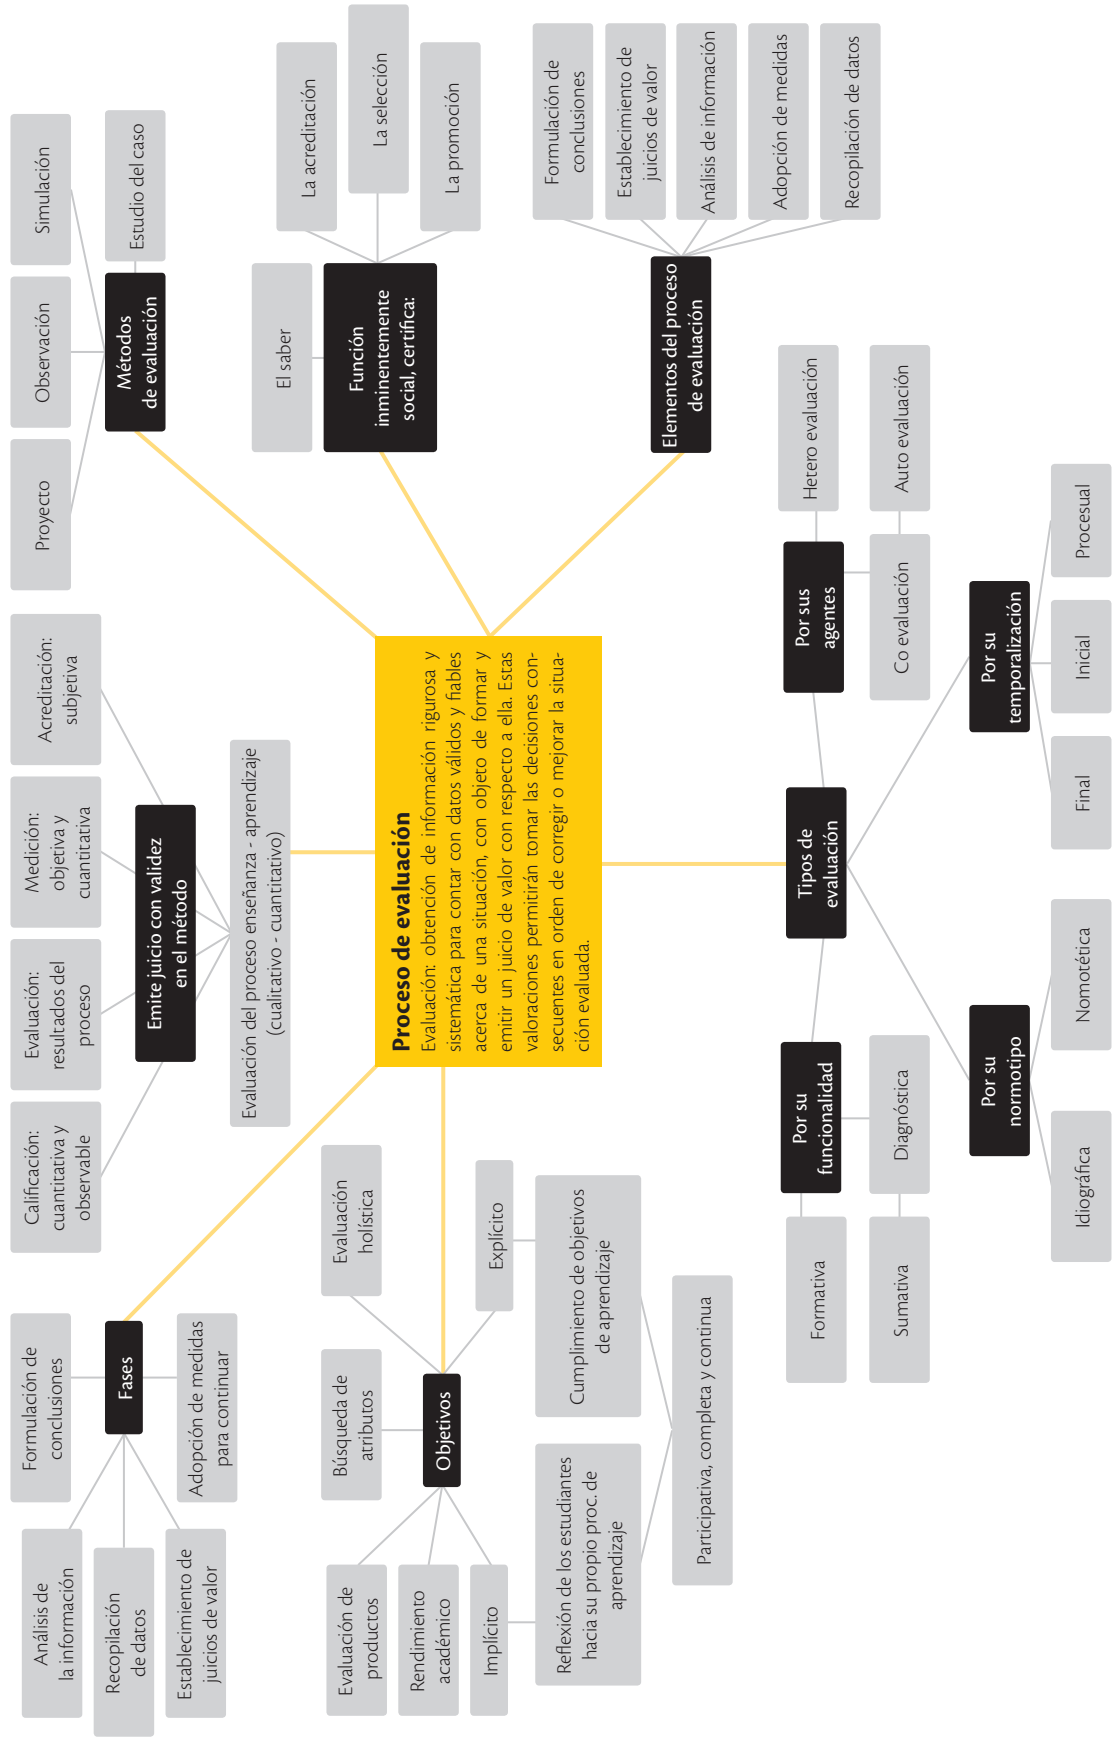 Análisis de
la información
Recopilación
de datos
Establecimiento de
juicios de valor
Formulación de
conclusiones
Fases
Adopción de medidas
para continuar
Calificación:
cuantitativa y
observable
Evaluación:
resultados del
proceso
Medición:
objetiva y
cuantitativa
Acreditación:
subjetiva
Emite juicio con validez
en el método
Evaluación del proceso enseñanza - aprendizaje
(cualitativo - cuantitativo)
Proyecto
Observación
Simulación
Métodos
de evaluación
Estudio del caso
El saber
La acreditación
La selección
La promoción
Función
inminentemente
social, certifica:
Evaluación de
productos
Rendimiento
académico
Implícito
Búsqueda de
atributos
Objetivos
Evaluación
holística
Explícito
Reflexión de los estudiantes
hacia su propio proc. de
aprendizaje
Cumplimiento de objetivos
de aprendizaje
Participativa, completa y continua
Proceso de evaluación
Evaluación: obtención de información rigurosa y
sistemática para contar con datos válidos y fiables
acerca de una situación, con objeto de formar y
emitir un juicio de valor con respecto a ella. Estas
valoraciones permitirán tomar las decisiones con-
secuentes en orden de corregir o mejorar la situa-
ción evaluada.
Elementos del proceso
de evaluación
Formulación de
conclusiones
Establecimiento de
juicios de valor
Análisis de información
Adopción de medidas
Recopilación de datos
Tipos de
evaluación
Formativa
Por su
funcionalidad
Sumativa
Diagnóstica
Por sus
agentes
Hetero evaluación
Co evaluación
Auto evaluación
Por su
normotipo
Idiográfica
Nomotética
Por su
temporalización
Final
Inicial
Procesual